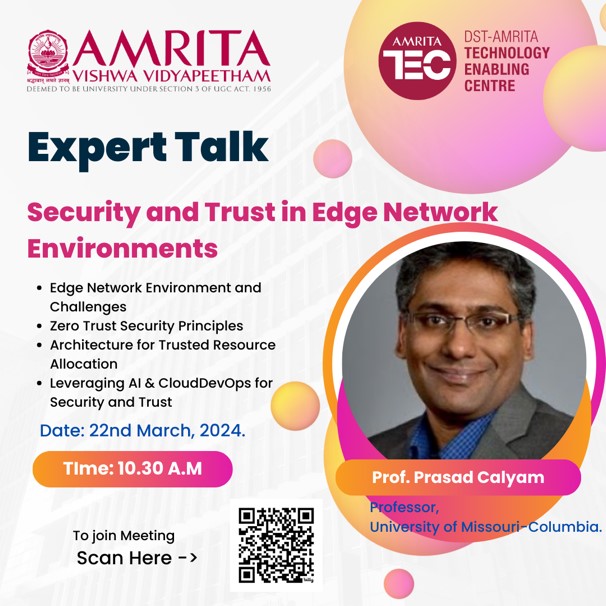 AMRITA
VISHWA VIDYAPEETHAM
DEEMED TO BE UNIVERSITY UNDER SECTION 3 OF UGC ACT. 1956
AMRITA
TEC
DST-AMRITA
TECHNOLOGY
ENABLING
CENTRE
Expert Talk
Security and Trust in Edge Network
Environments
• Edge Network Environment and
Challenges
• Zero Trust Security Principles
• Architecture for Trusted Resource
Allocation
• Leveraging AI & CloudDevOps for
Security and Trust
Date: 22nd March, 2024.
TIme: 10.30 A.M
Prof. Prasad Calyam
Professor,
University of Missouri-Columbia.
To join Meeting
Scan Here ->